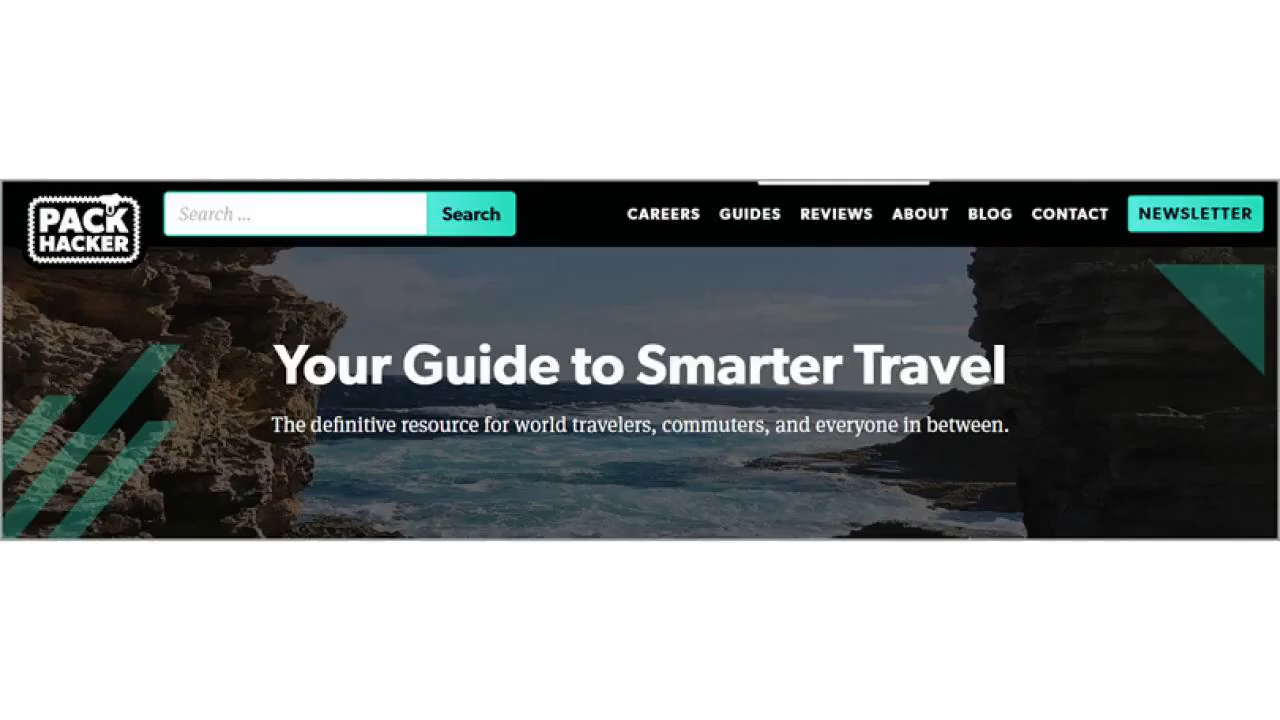 PACK
HACKER
Search ...
Search
CAREERS GUIDES REVIEWS ABOUT BLOG CONTACT NEWSLETTER
Your Guide to Smarter Travel
The definitive resource for world travelers, commuters, and everyone in between.